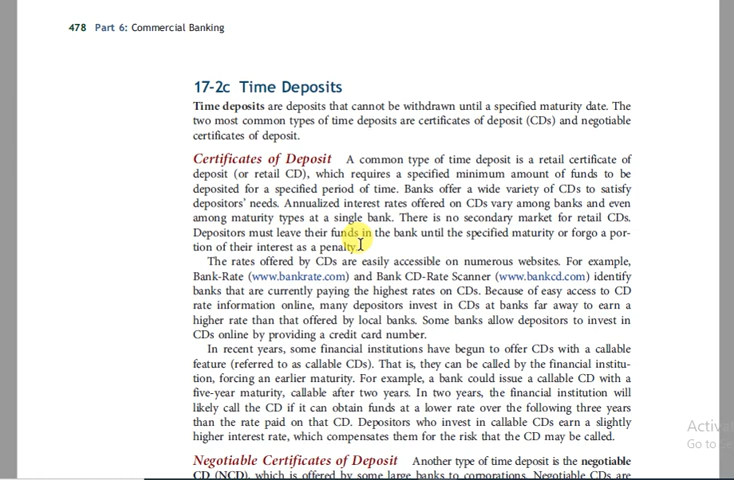 478 Part 6: Commercial Banking
17-2c Time Deposits
Time deposits are deposits that cannot be withdrawn until a specified maturity date. The
two most common types of time deposits are certificates of deposit (CDs) and negotiable
certificates of deposit.
Certificates of Deposit A common type of time deposit is a retail certificate of
deposit (or retail CD), which requires a specified minimum amount of funds to be
deposited for a specified period of time. Banks offer a wide variety of CDs to satisfy
depositors' needs. Annualized interest rates offered on CDs vary among banks and even
among maturity types at a single bank. There is no secondary market for retail CDs.
Depositors must leave their funds in the bank until the specified maturity or forgo a por-
tion of their interest as a penalty.
The rates offered by CDs are easily accessible on numerous websites. For example,
Bank-Rate (www.bankrate.com) and Bank CD-Rate Scanner (www.bankcd.com) identify
banks that are currently paying the highest rates on CDs. Because of easy access to CD
rate information online, many depositors invest in CDs at banks far away to earn a
higher rate than that offered by local banks. Some banks allow depositors to invest in
CDs online by providing a credit card number.
In recent years, some financial institutions have begun to offer CDs with a callable
feature (referred to as callable CDs). That is, they can be called by the financial institu-
tion, forcing an earlier maturity. For example, a bank could issue a callable CD with a
five-year maturity, callable after two years. In two years, the financial institution will
likely call the CD if it can obtain funds at a lower rate over the following three years
than the rate paid on that CD. Depositors who invest in callable CDs earn a slightly
higher interest rate, which compensates them for the risk that the CD may be called.
Negotiable Certificates of Deposit Another type of time deposit is the negotiable
CD (NCD), which is offered by some large banks to corporations. Negotiable CDs are
Activ
Go to